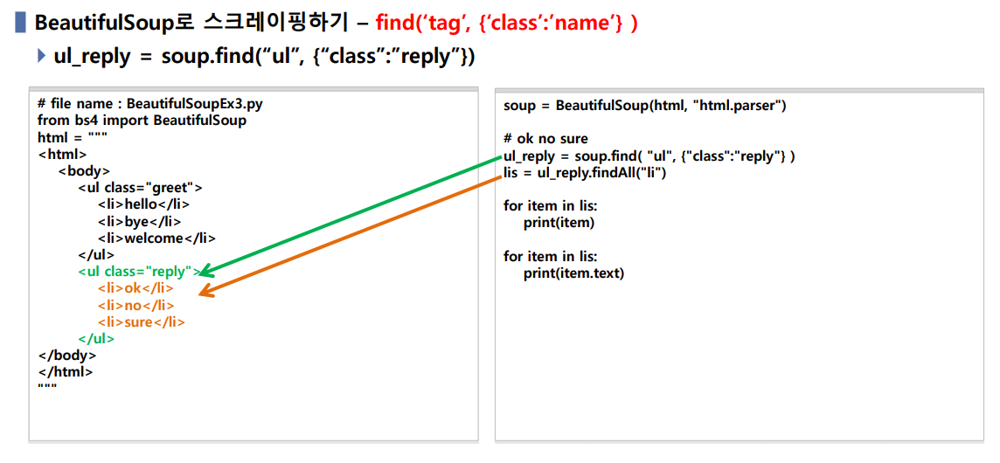 BeautifulSoup로 스크레이핑하기 – find(‘tag’, {’class’:’name’} )
ul_reply = soup.find(“ul”, {“class”:”reply”})
# file name : BeautifulSoupEx3.py
from bs4 import BeautifulSoup
html = """
<html>
<body>
<ul class="greet">
<li>hello</li>
<li>bye</li>
<li>welcome</li>
</ul>
<ul class="reply">
<li>ok</li>
<li>no</li>
<li>sure</li>
</ul>
</body>
</html>
"""
soup = BeautifulSoup(html, "html.parser")
# ok no sure
ul_reply = soup.find( "ul", {"class":"reply"} )
lis = ul_reply.findAll("li")
for item in lis:
print(item)
for item in lis:
print(item.text)